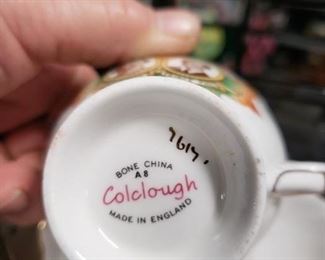 7614
BONE CHINA
A8
Colclough
MADE IN ENGLAND